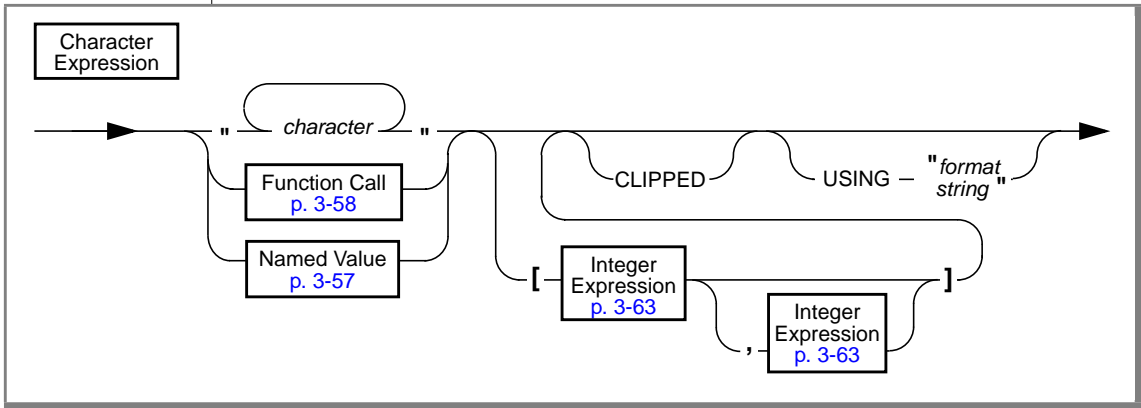 Character
Expression
" character "
Function Call
p. 3-58
Named Value
p. 3-57
CLIPPED
USING – "format
string "
[
Integer
Expression
p. 3-63
]
,
Integer
Expression
p. 3-63